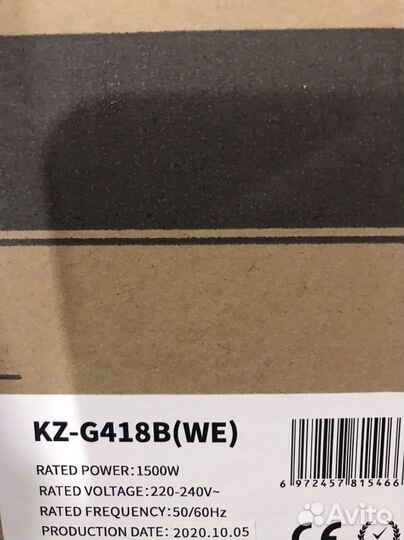 KZ-G418B(WE)
RATED POWER:1500W
RATED VOLTAGE:220-240V~
RATED FREQUENCY:50/60Hz
PRODUCTION DATE: 2020.10.05
6 972457 815466
CE
Avito